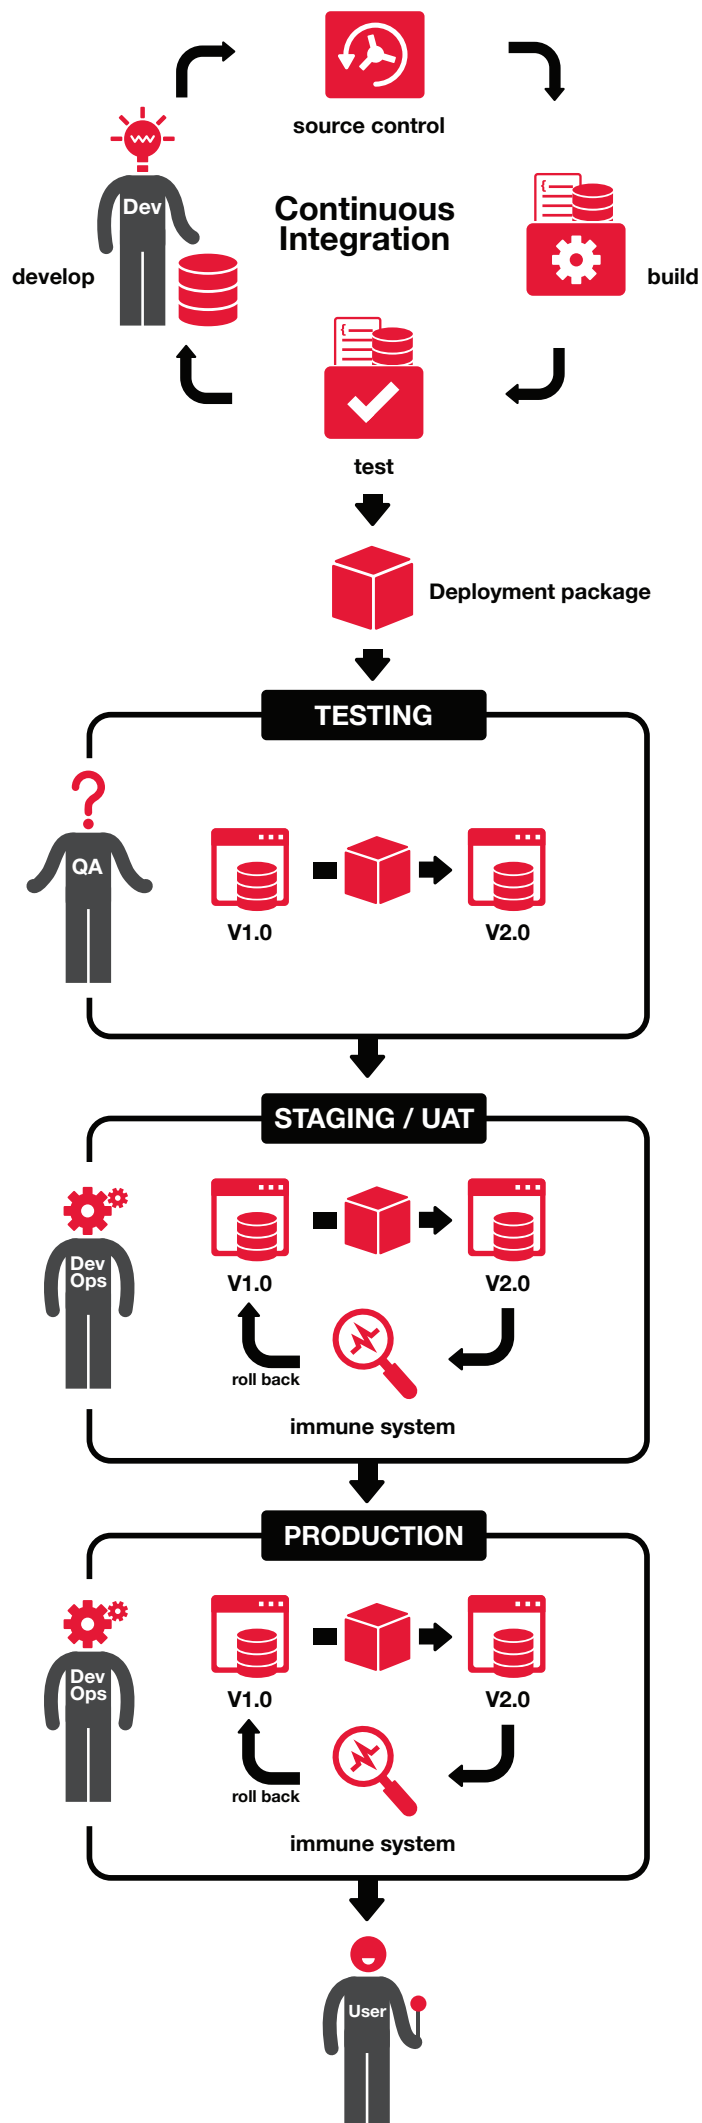 source control
Dev
Continuous
Integration
develop
build
{
{
test
Deployment package
TESTING
?
QA
V1.0
V2.0
STAGING / UAT
Dev
Ops
V1.0
V2.0
roll back
immune system
PRODUCTION
Dev
Ops
V1.0
V2.0
roll back
immune system
User